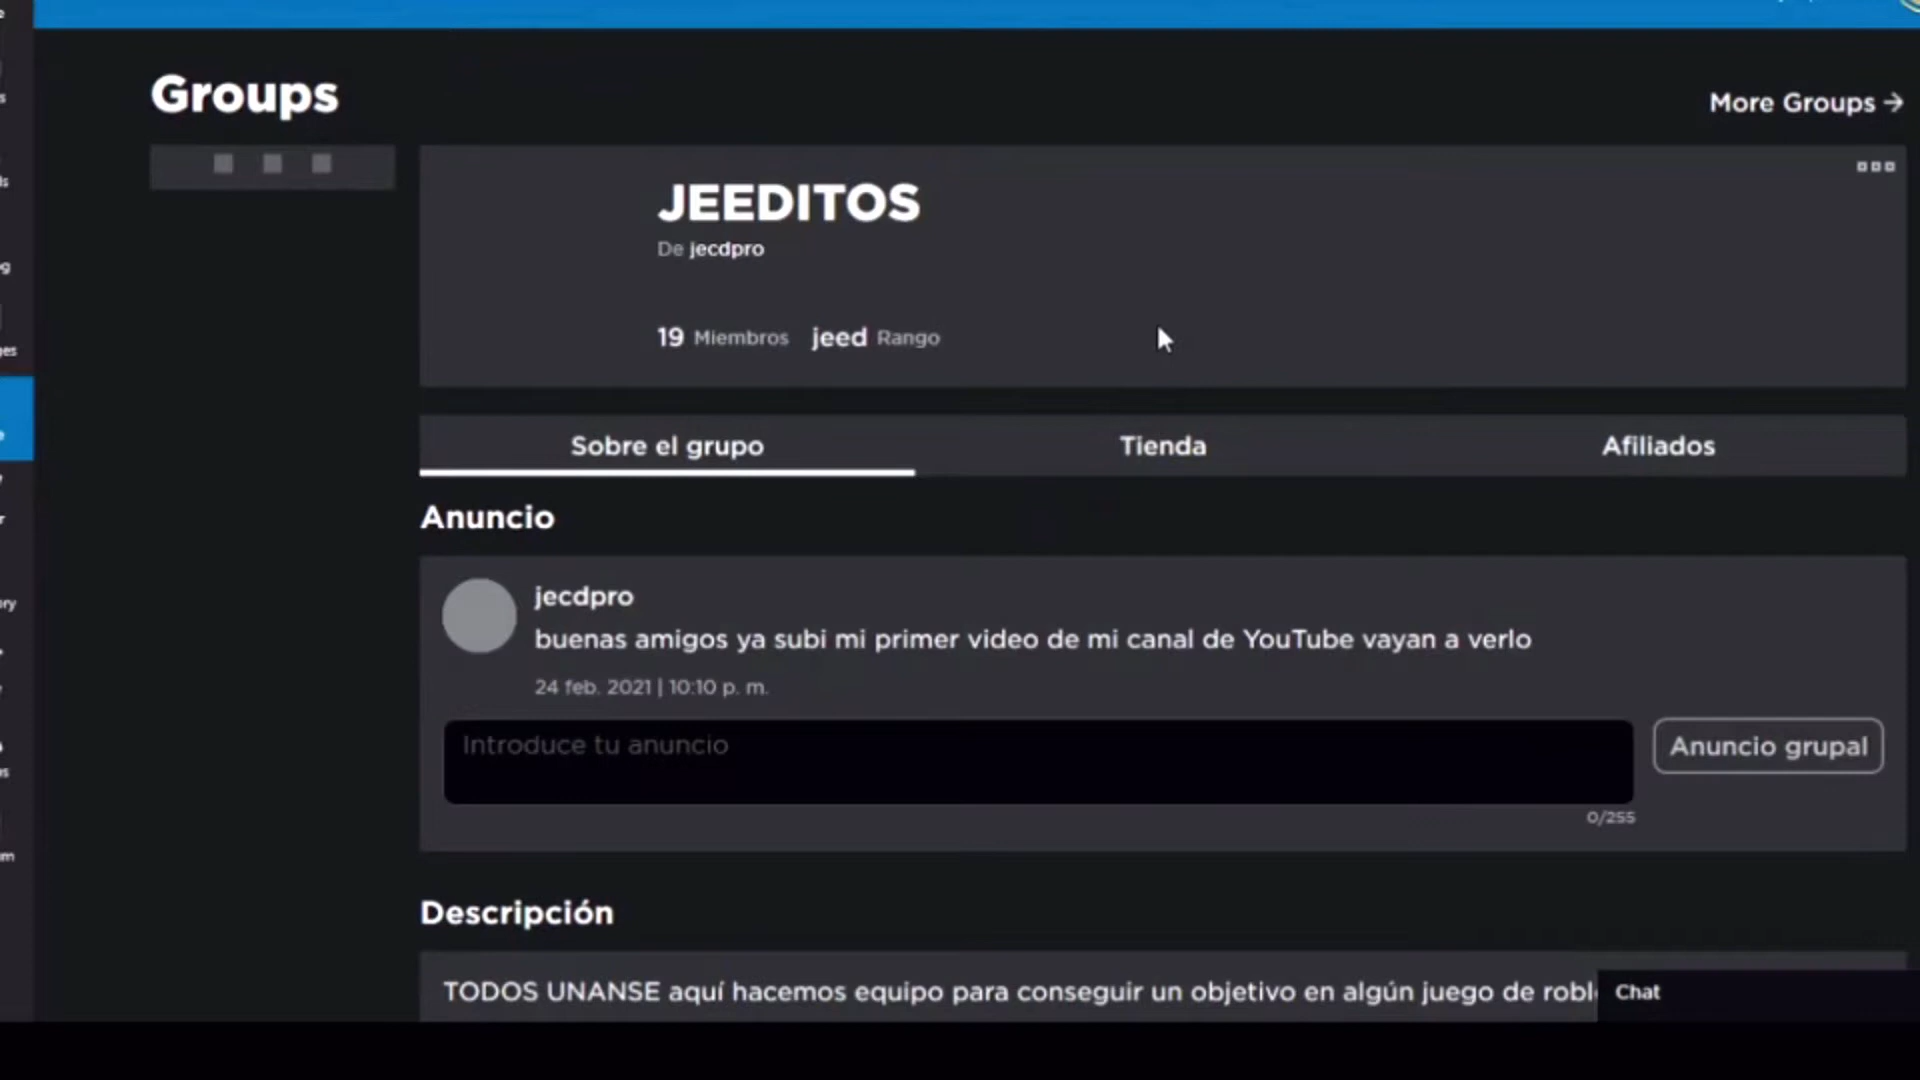 Groups
More Groups →
JEEDITOS
De jecdpro
19 Miembros jeed Rango
Sobre el grupo
Tienda
Afiliados
Anuncio
jecdpro
buenas amigos ya subi mi primer video de mi canal de YouTube vayan a verlo
24 feb. 2021 | 10:10 p. m.
Introduce tu anuncio
Anuncio grupal
0/255
Descripción
TODOS UNANSE aquí hacemos equipo para conseguir un objetivo en algún juego de
Chat